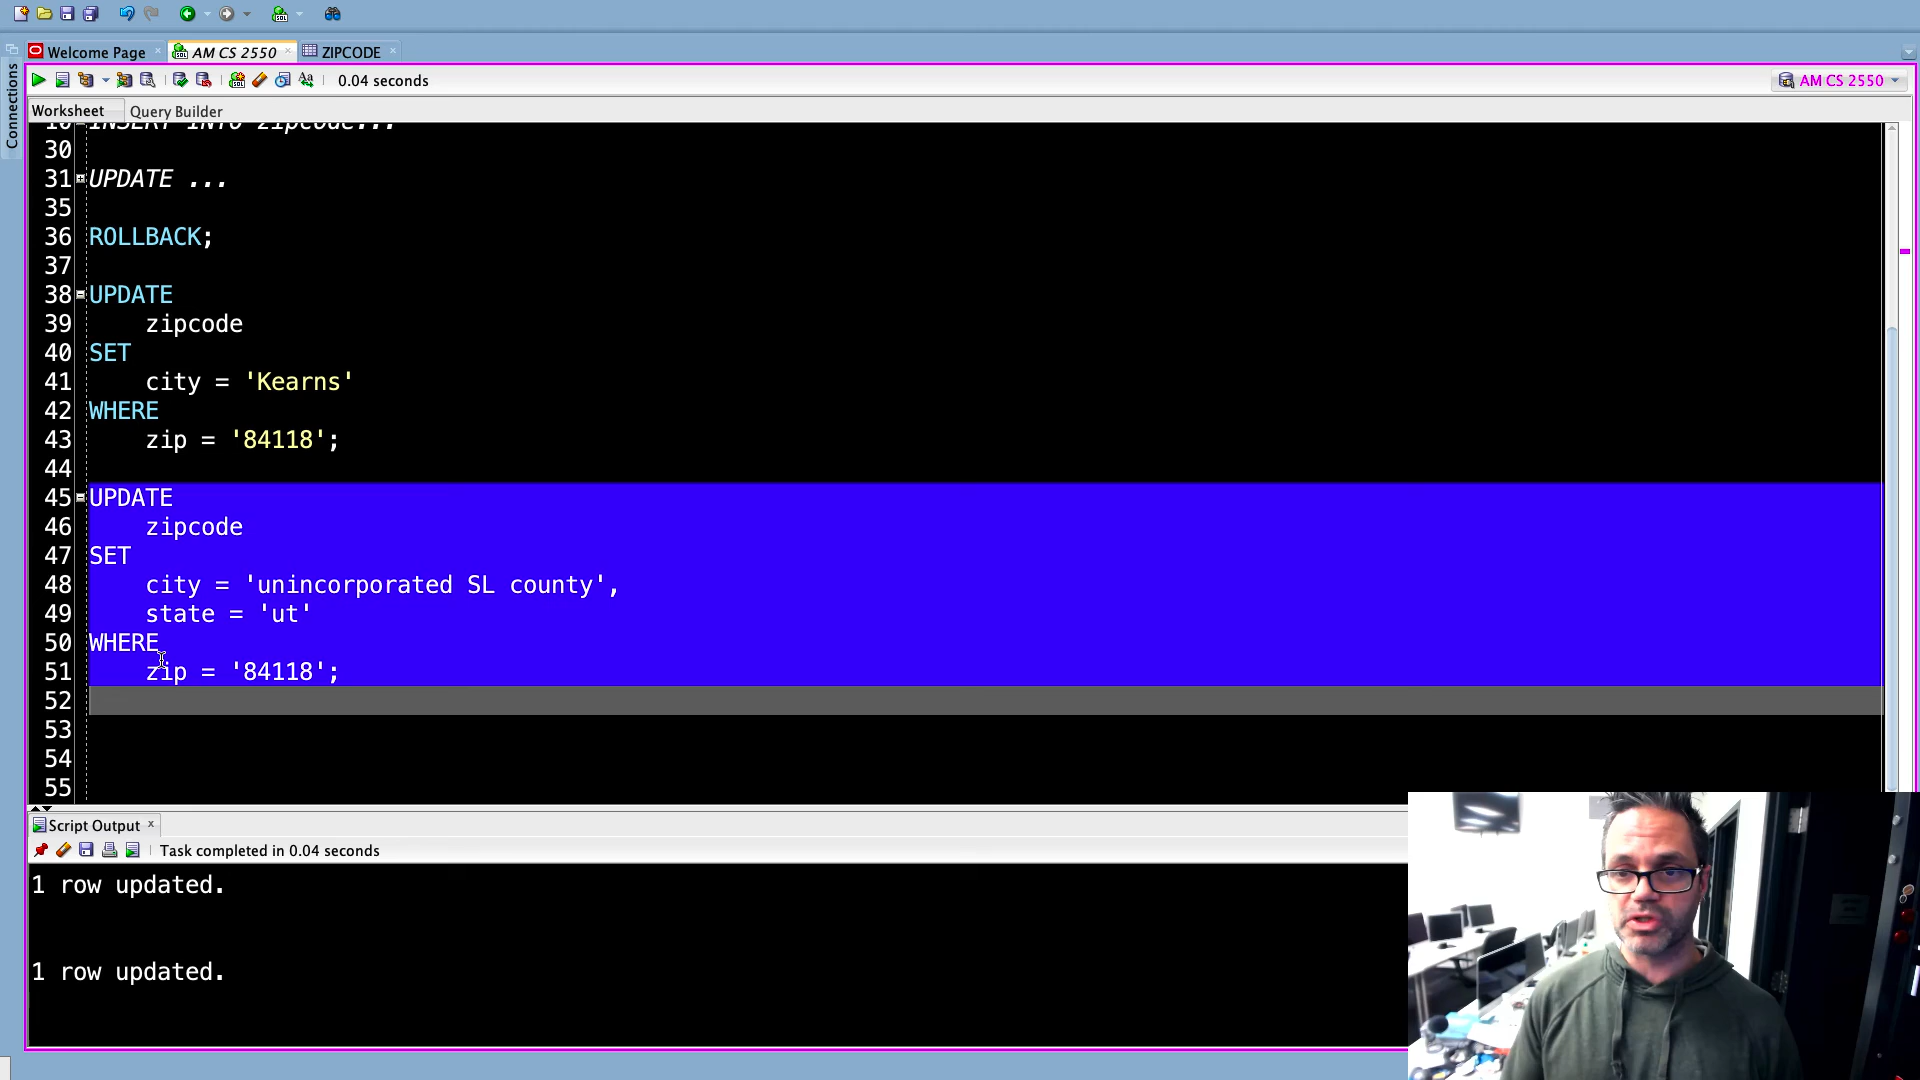 Welcome Page
AM CS 2550
ZIPCODE
0.04 seconds
AM CS 2550
Connections
Worksheet
Query Builder
INSERT INTO zipcode...
30
31 UPDATE ...
35
36 ROLLBACK;
37
38 UPDATE
39 zipcode
40 SET
41 city = 'Kearns'
42 WHERE
43 zip = '84118';
44
45 UPDATE
46 zipcode
47 SET
48 city = 'unincorporated SL county',
49 state = 'ut'
50 WHERE
51 zip = '84118';
52
53
54
55
Script Output
Task completed in 0.04 seconds
1 row updated.
1 row updated.